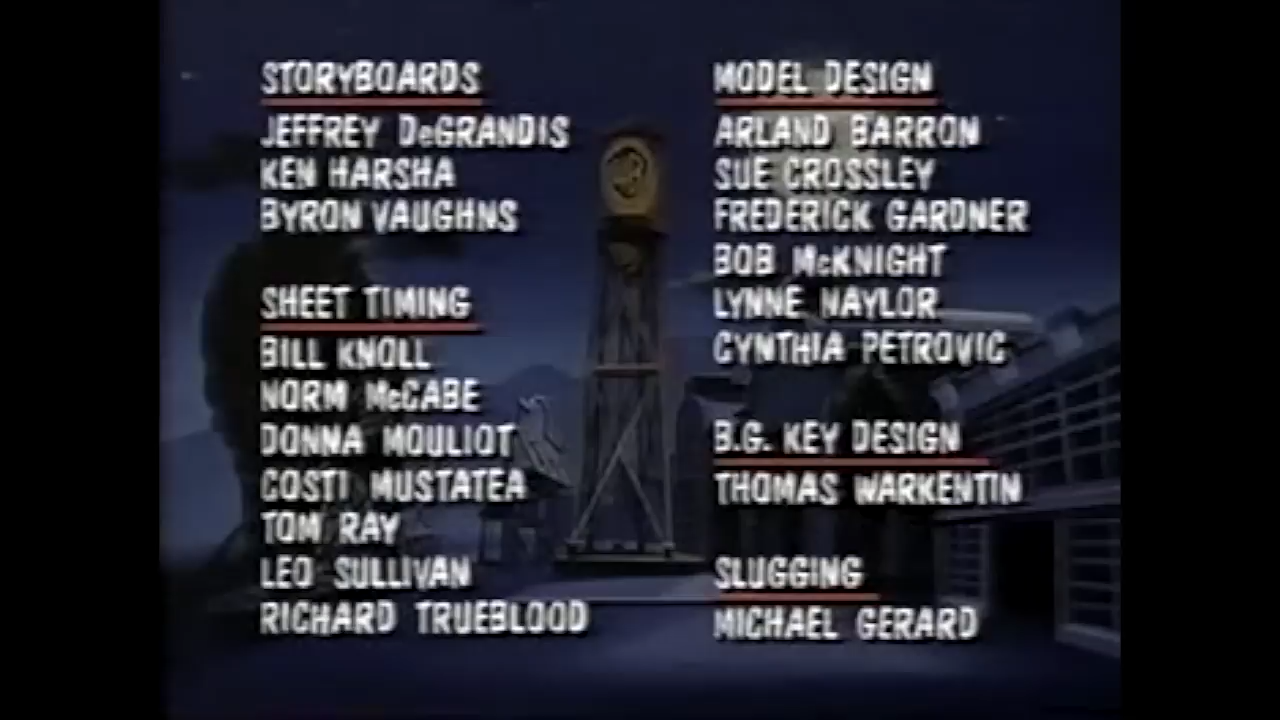 STORYBOARDS
JEFFREY DeGRANDIS
KEN HARSHA
BYRON VAUGHNS
SHEET TIMING
BILL KNOLL
NORM McCABE
DONNA MOULIOT
COSTI MUSTATEA
TOM RAY
LEO SULLIVAN
RICHARD TRUEBLOOD
MODEL DESIGN
ARLAND BARRON
SUE CROSSLEY
FREDERICK GARDNER
BOB McKNIGHT
LYNNE NAYLOR
CYNTHIA PETROVIC
B.G. KEY DESIGN
THOMAS WARKENTIN
SLUGGING
MICHAEL GERARD